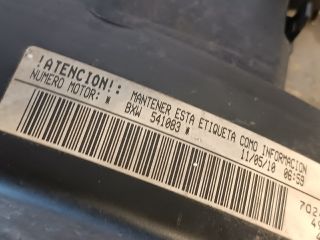 !ATENCION!: MANTENER ESTA ETIQUETA COMO INFORMACION
NUMERO MOTOR: * BXW 541083 * 11/05/10 06:59